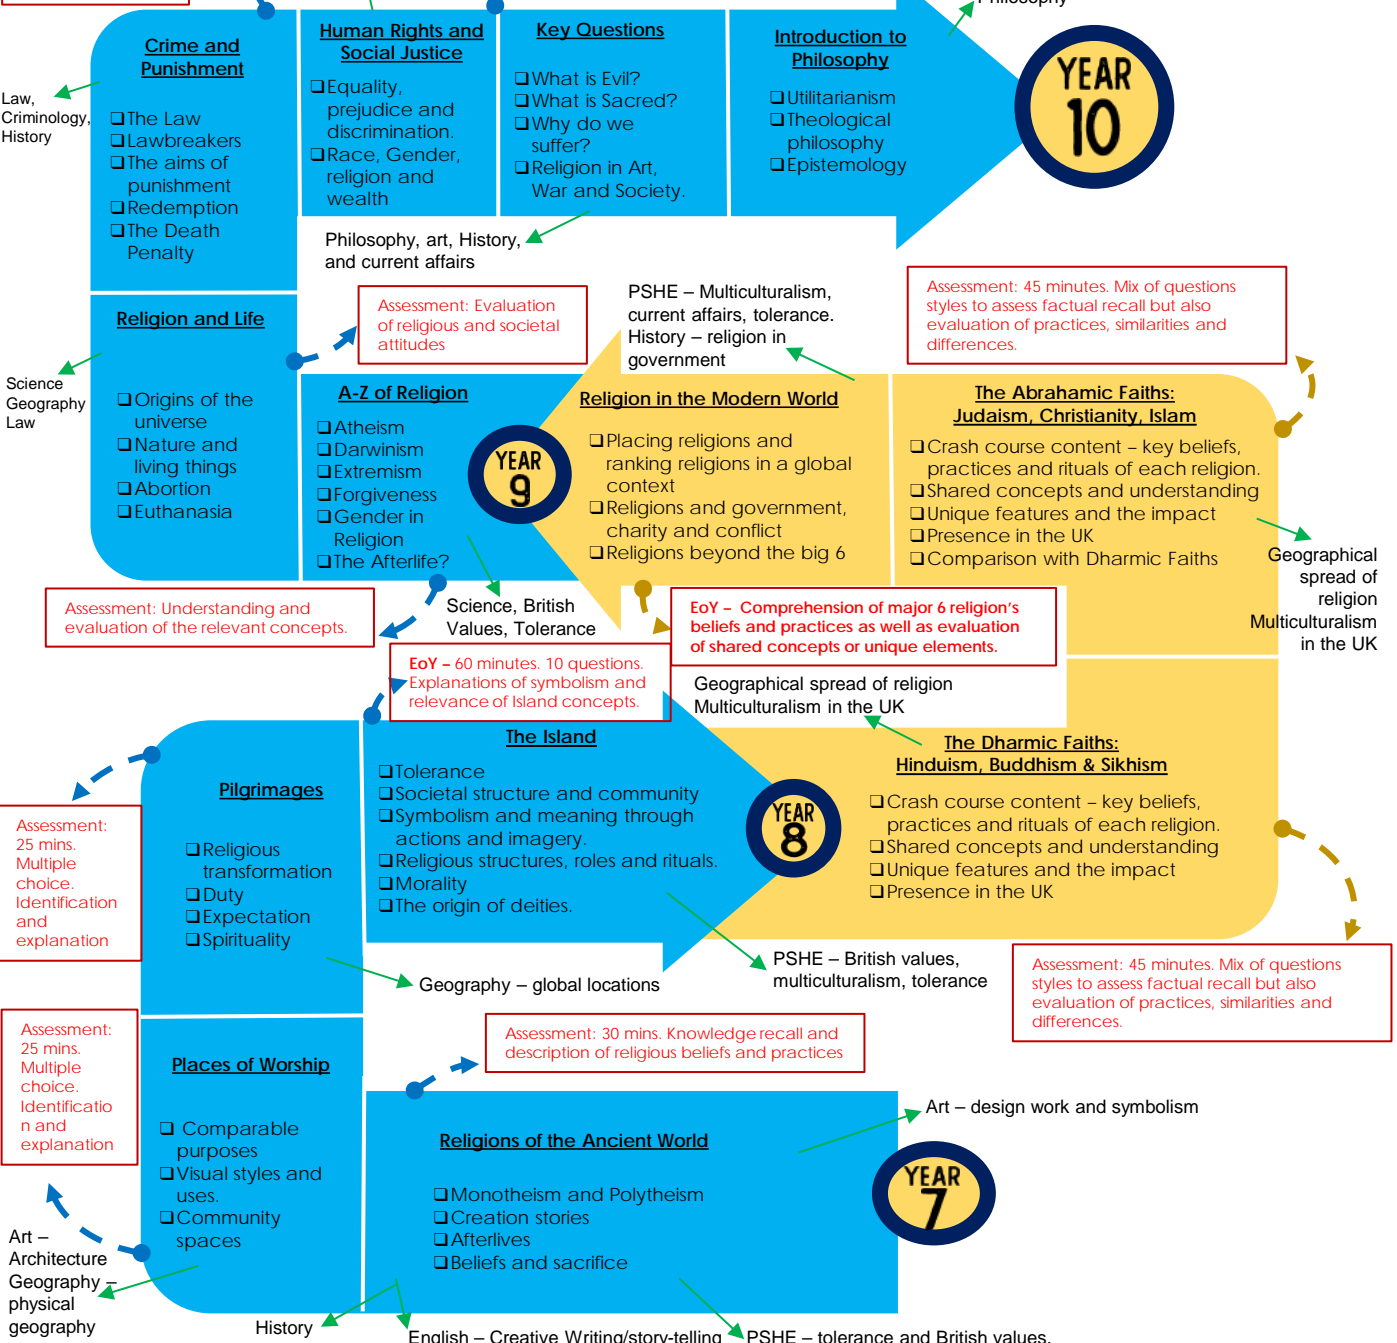 Philosophy
Crime and
Punishment
❑The Law
❑Lawbreakers
❑The aims of
punishment
❑Redemption
❑The Death
Penalty
Human Rights and
Social Justice
❑Equality,
prejudice and
discrimination.
❑Race, Gender,
religion and
wealth
Key Questions
❑What is Evil?
❑What is Sacred?
❑Why do we
suffer?
❑Religion in Art,
War and Society.
Introduction to
Philosophy
❑Utilitarianism
❑Theological
philosophy
❑Epistemology
YEAR
10
Law,
Criminology,
History
Philosophy, art, History,
and current affairs
Religion and Life
❑Origins of the
universe
❑Nature and
living things
❑Abortion
❑Euthanasia
Science
Geography
Law
Assessment: Evaluation
of religious and societal
attitudes
PSHE – Multiculturalism,
current affairs, tolerance.
History – religion in
government
Assessment: 45 minutes. Mix of questions
styles to assess factual recall but also
evaluation of practices, similarities and
differences.
A-Z of Religion
❑Atheism
❑Darwinism
❑Extremism
❑Forgiveness
❑Gender in
Religion
❑The Afterlife?
YEAR
9
Religion in the Modern World
❑Placing religions and
ranking religions in a global
context
❑Religions and government,
charity and conflict
❑Religions beyond the big 6
The Abrahamic Faiths:
Judaism, Christianity, Islam
❑Crash course content – key beliefs,
practices and rituals of each religion.
❑Shared concepts and understanding
❑Unique features and the impact
❑Presence in the UK
❑Comparison with Dharmic Faiths
Geographical
spread of
religion
Multiculturalism
in the UK
Assessment: Understanding and
evaluation of the relevant concepts.
Science, British
Values, Tolerance
EoY – Comprehension of major 6 religion's
beliefs and practices as well as evaluation
of shared concepts or unique elements.
EoY – 60 minutes. 10 questions.
Explanations of symbolism and
relevance of Island concepts.
Geographical spread of religion
Multiculturalism in the UK
Pilgrimages
❑Religious
transformation
❑Duty
❑Expectation
❑Spirituality
The Island
❑Tolerance
❑Societal structure and community
❑Symbolism and meaning through
actions and imagery.
❑Religious structures, roles and rituals.
❑Morality
❑The origin of deities.
YEAR
8
The Dharmic Faiths:
Hinduism, Buddhism & Sikhism
❑Crash course content – key beliefs,
practices and rituals of each religion.
❑Shared concepts and understanding
❑Unique features and the impact
❑Presence in the UK
Assessment:
25 mins.
Multiple
choice.
Identification
and
explanation
Geography – global locations
PSHE – British values,
multiculturalism, tolerance
Assessment: 45 minutes. Mix of questions
styles to assess factual recall but also
evaluation of practices, similarities and
differences.
Assessment:
25 mins.
Multiple
choice.
Identificatio
n and
explanation
Places of Worship
❑ Comparable
purposes
❑Visual styles and
uses.
❑Community
spaces
Assessment: 30 mins. Knowledge recall and
description of religious beliefs and practices
Religions of the Ancient World
❑Monotheism and Polytheism
❑Creation stories
❑Afterlives
❑Beliefs and sacrifice
Art – design work and symbolism
YEAR
7
Art –
Architecture
Geography –
physical
geography
History
English – Creative Writing/story-telling
PSHE – tolerance and British values.